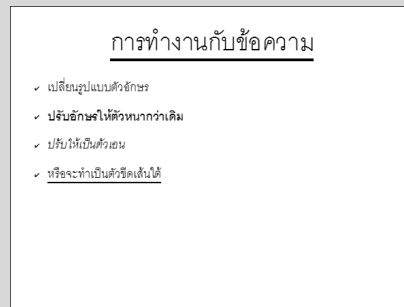 การทำงานกับข้อความ
เปลี่ยนรูปแบบตัวอักษร
ปรับอักษรให้ตัวหนากว่าเดิม
ปรับให้เป็นตัวเอน
หรือจะทำเป็นตัวขีดเส้นใต้